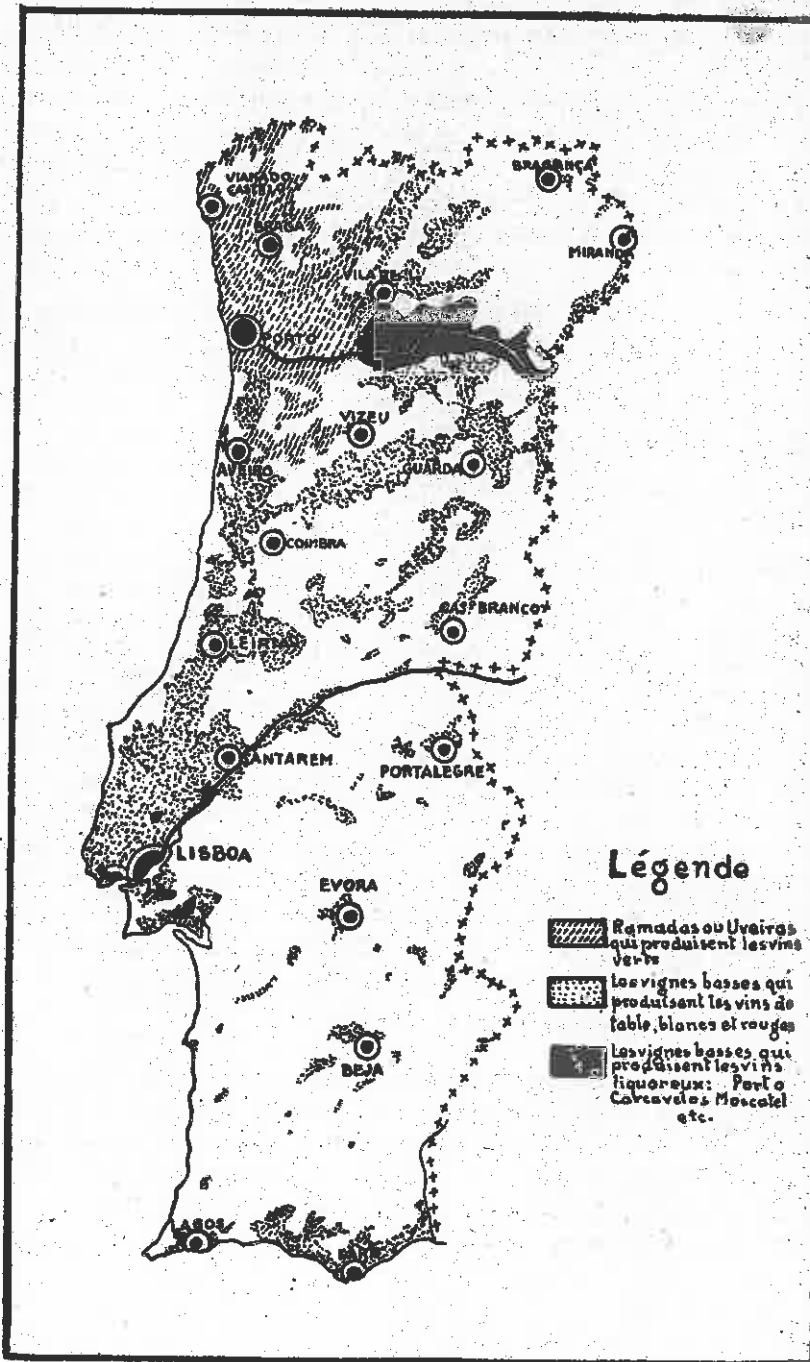 BRAGANÇA
VIANA DO
CASTELO
BRAGA
MIRANDA
VILA REAL
PORTO
VIZEU
AVEIRO
GUARDA
COIMBRA
CAST BRANCO
LEIRIA
SANTAREM
PORTALEGRE
LISBOA
EVORA
BEJA
LAGOS
Légende
Ramadas ou Uveiras
qui produisent les vins
verts
Les vignes basses qui
produisent les vins de
table, blancs et rouges
Les vignes basses qui
produisent les vins
liquoreux: Porto
Carcavelos Moscatel
etc.